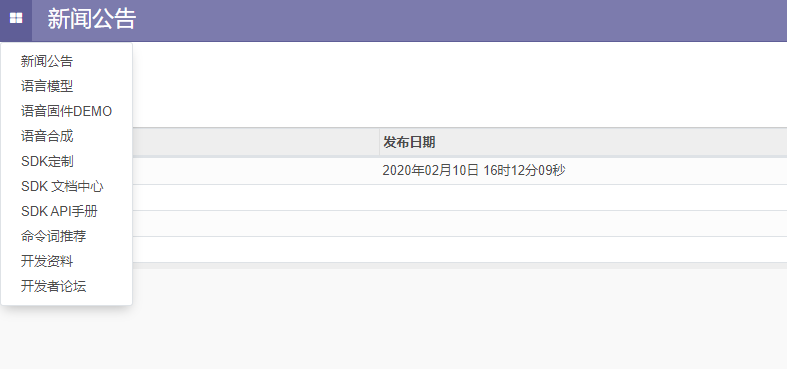 新闻公告
新闻公告
语言模型
语音固件DEMO
语音合成
SDK定制
SDK 文档中心
SDK API手册
命令词推荐
开发资料
开发者论坛
发布日期
2020年02月10日 16时12分09秒